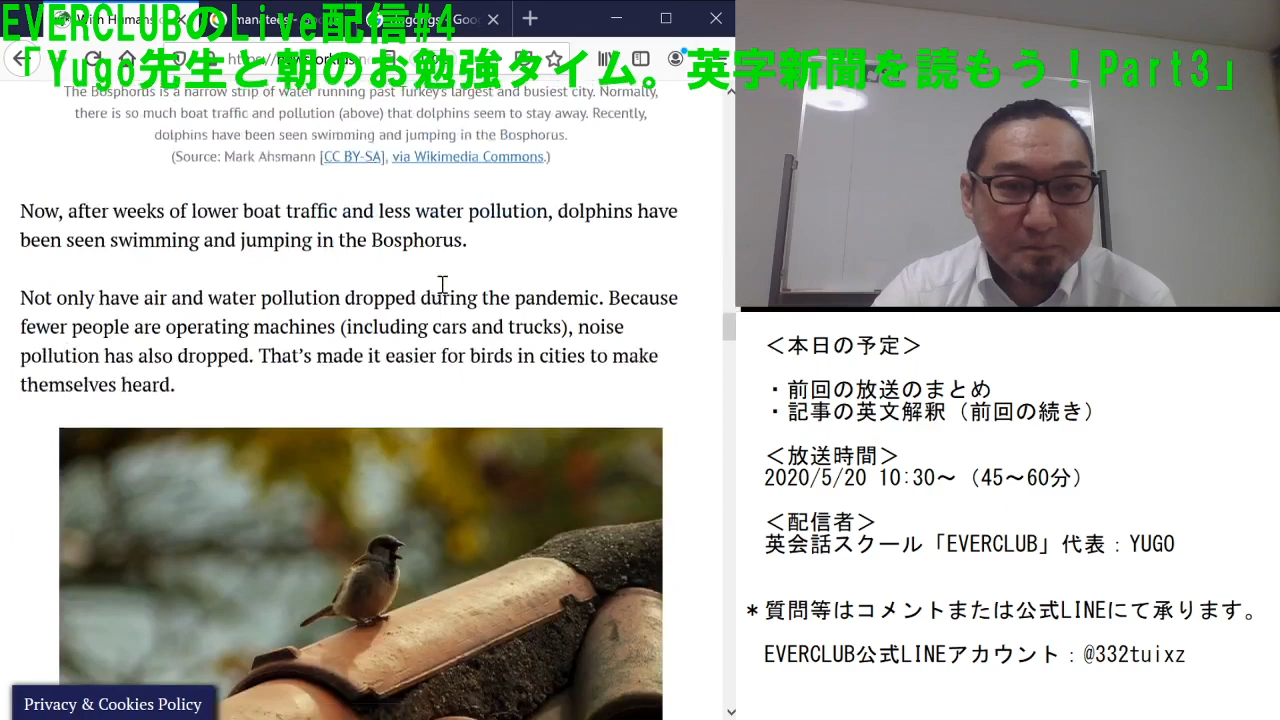 EVERCLUBのLive配信#4
「Yugo先生と朝のお勉強タイム。英字新聞を読もう！Part3」
The Bosphorus is a narrow strip of water running past Turkey's largest and busiest city. Normally,
there is so much boat traffic and pollution (above) that dolphins seem to stay away. Recently,
dolphins have been seen swimming and jumping in the Bosphorus.
(Source: Mark Ahsmann [CC BY-SA], via Wikimedia Commons.)
Now, after weeks of lower boat traffic and less water pollution, dolphins have
been seen swimming and jumping in the Bosphorus.
Not only have air and water pollution dropped during the pandemic. Because
fewer people are operating machines (including cars and trucks), noise
pollution has also dropped. That's made it easier for birds in cities to make
themselves heard.
Privacy & Cookies Policy
＜本日の予定＞
・前回の放送のまとめ
・記事の英文解釈（前回の続き）
＜放送時間＞
2020/5/20 10:30～（45～60分）
＜配信者＞
英会話スクール「EVERCLUB」代表：YUGO
＊質問等はコメントまたは公式LINEにて承ります。
EVERCLUB公式LINEアカウント：@332tuixz